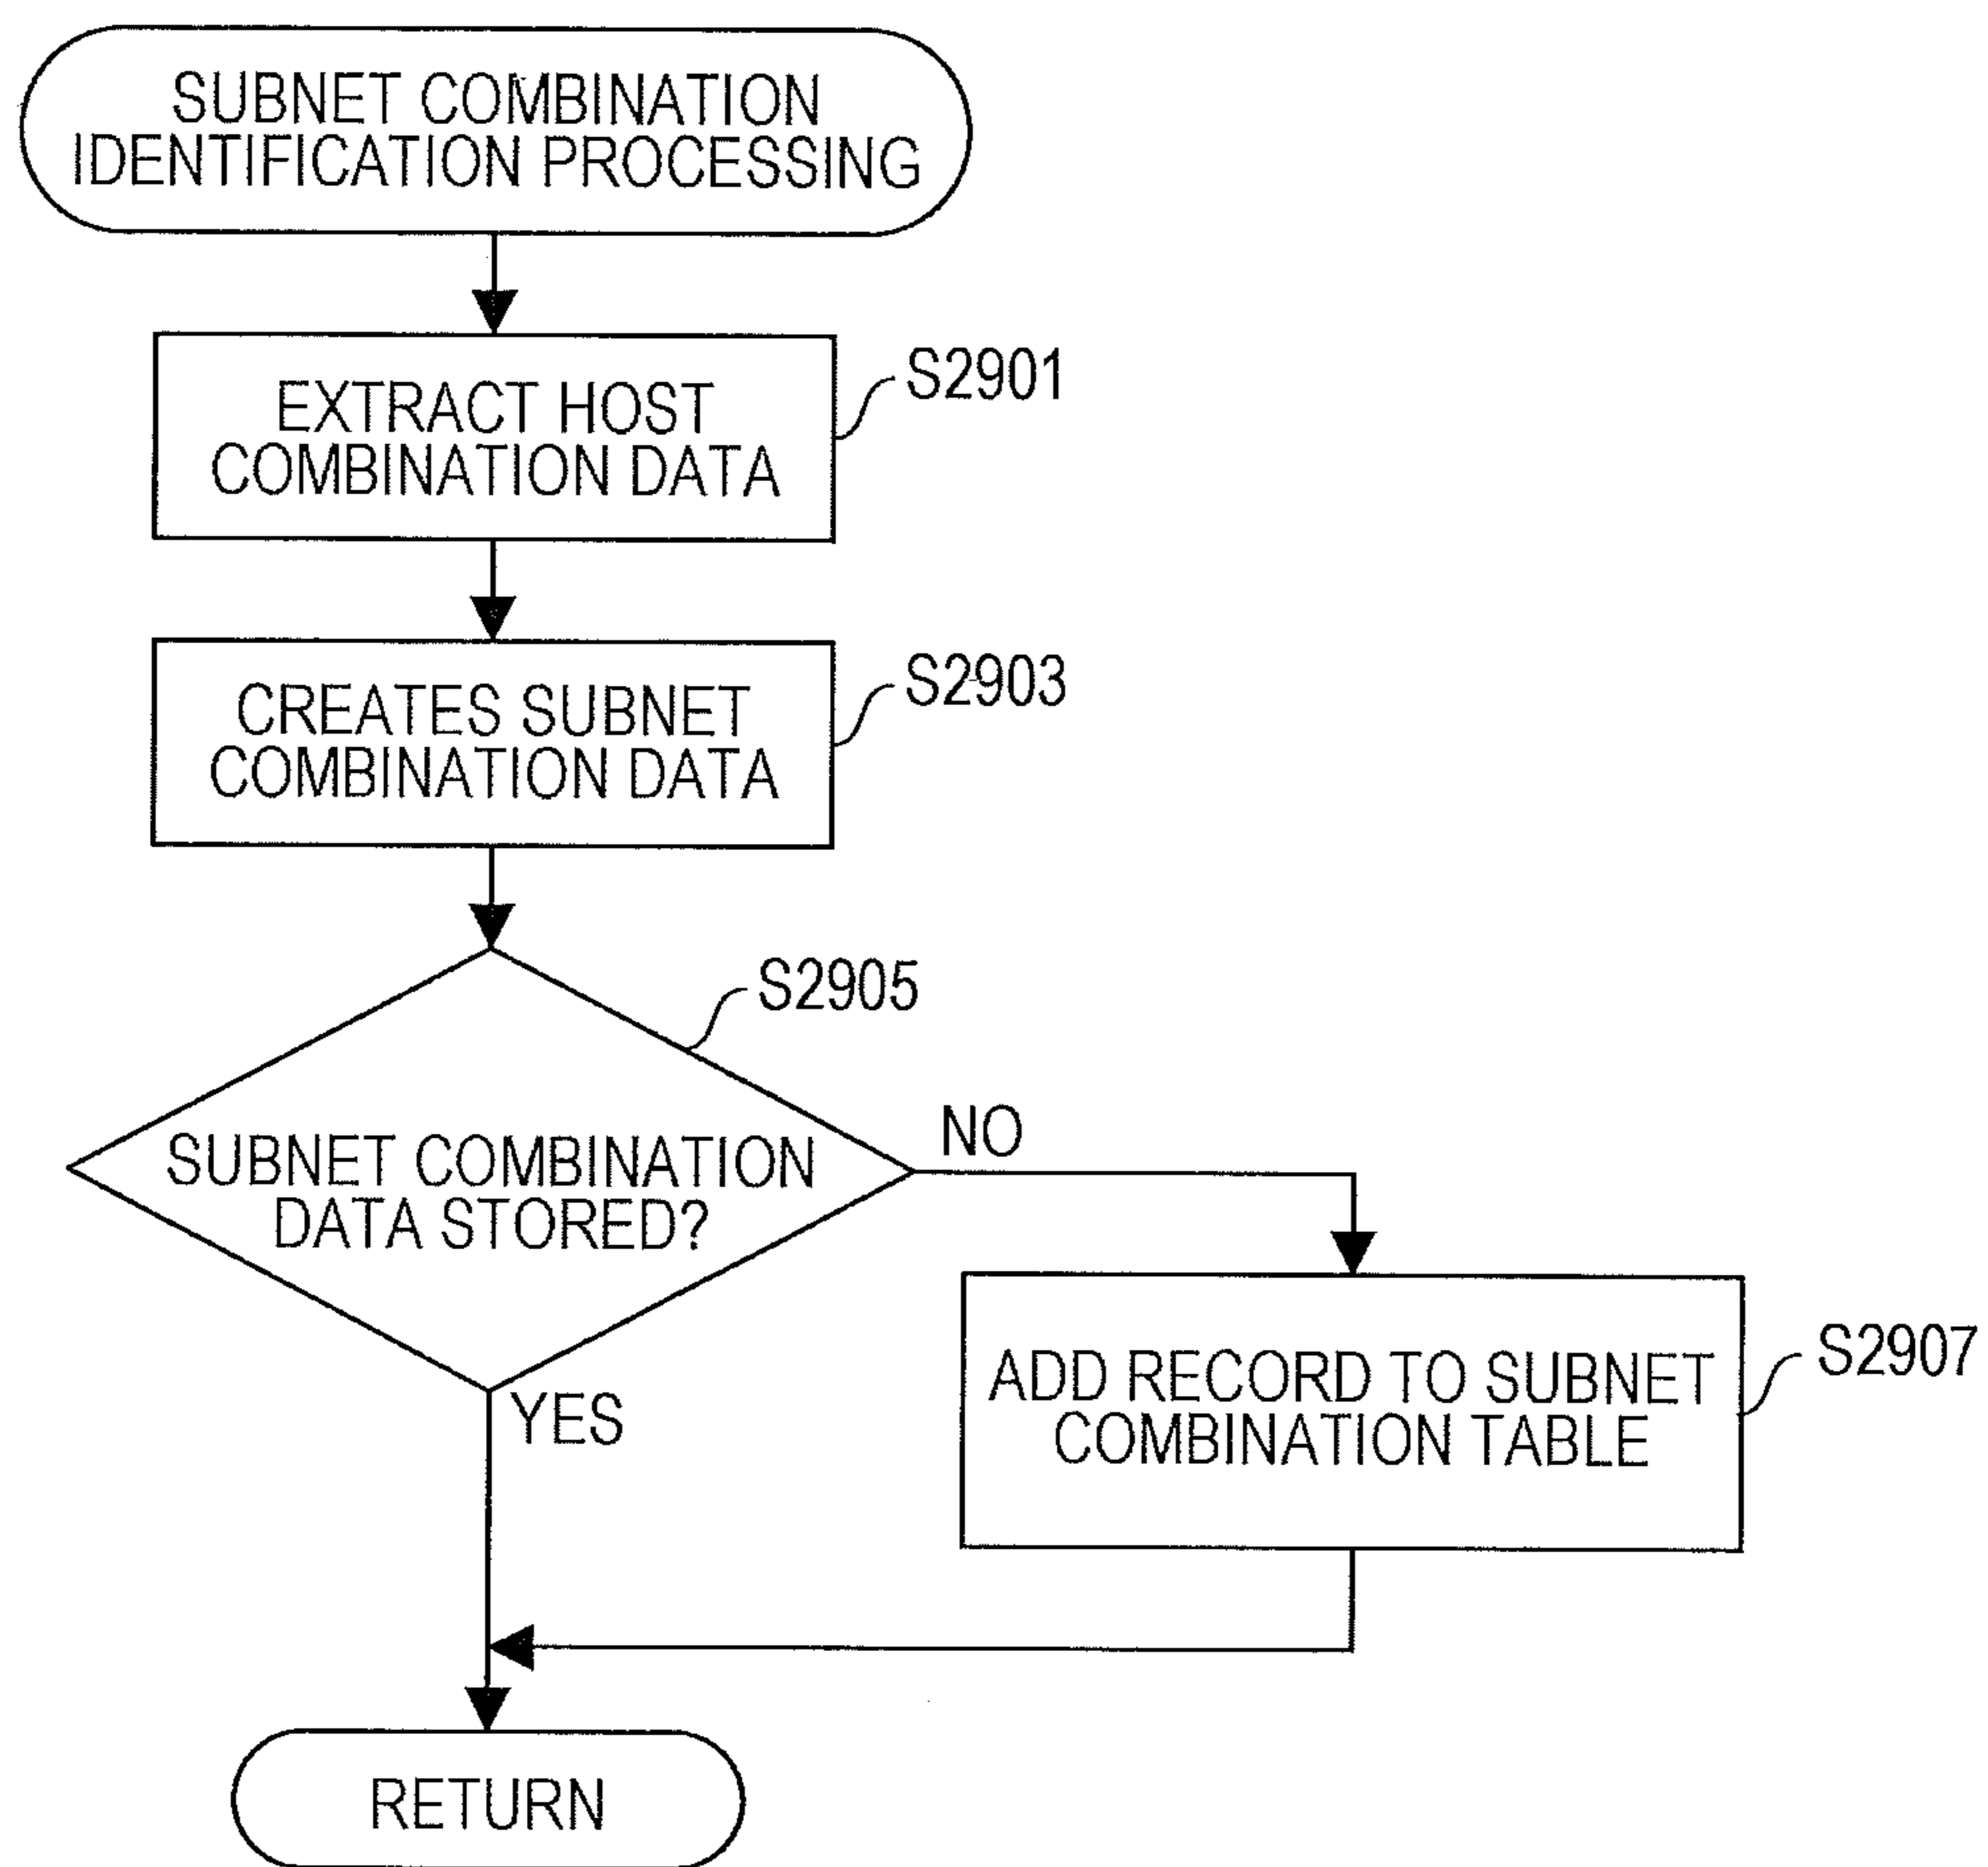 SUBNET COMBINATION
IDENTIFICATION PROCESSING
EXTRACT HOST
COMBINATION DATA
S2901
CREATES SUBNET
COMBINATION DATA
S2903
S2905
SUBNET COMBINATION
DATA STORED?
NO
YES
ADD RECORD TO SUBNET
COMBINATION TABLE
S2907
RETURN